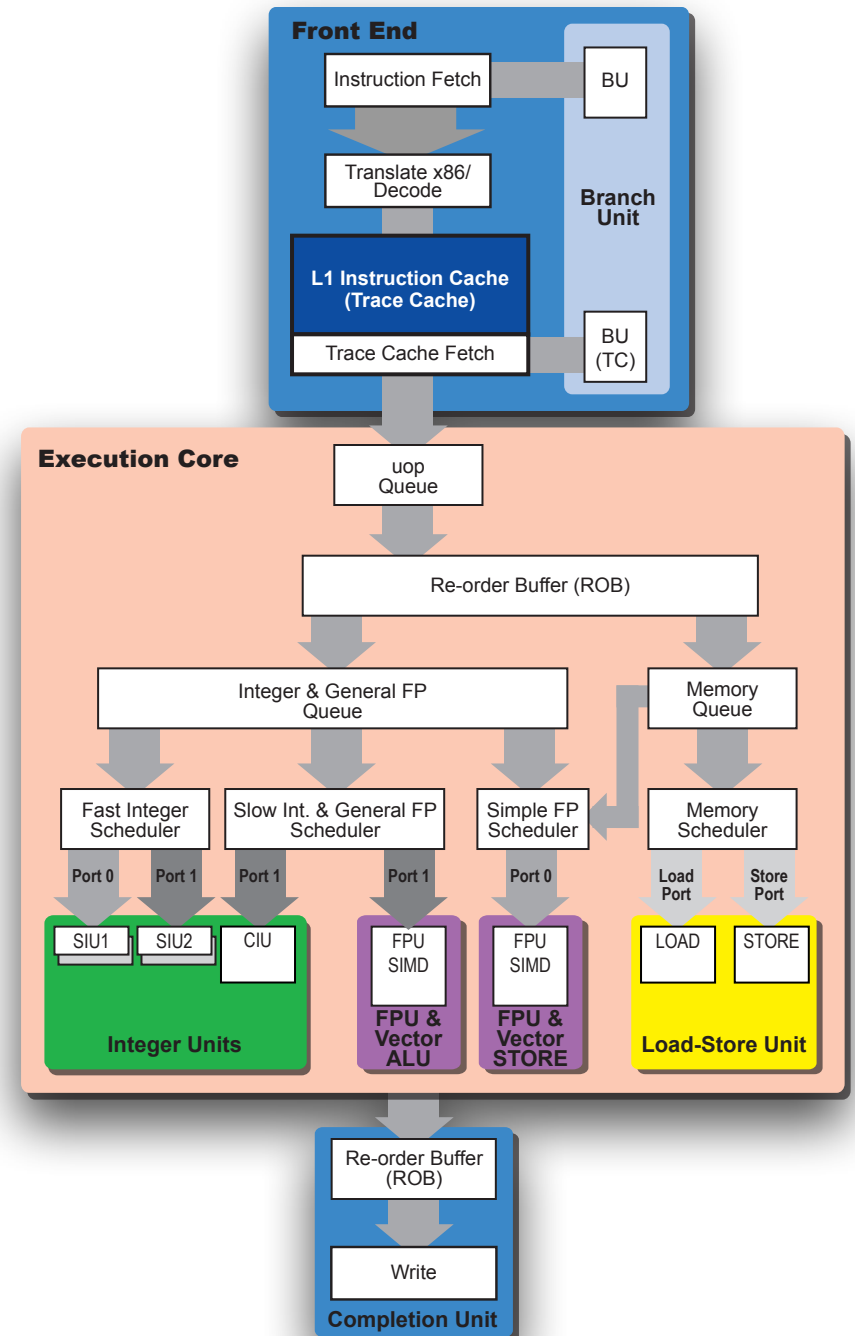 Front End
Instruction Fetch
BU
Translate x86/
Decode
Branch
Unit
L1 Instruction Cache
(Trace Cache)
Trace Cache Fetch
BU
(TC)
Execution Core
uop
Queue
Re-order Buffer (ROB)
Integer & General FP
Queue
Memory
Queue
Fast Integer
Scheduler
Slow Int. & General FP
Scheduler
Simple FP
Scheduler
Memory
Scheduler
Port 0
Port 1
Port 1
Port 1
Port 0
Load
Port
Store
Port
SIU1
SIU2
CIU
FPU
SIMD
FPU
SIMD
LOAD
STORE
Integer Units
FPU &
Vector
ALU
FPU &
Vector
STORE
Load-Store Unit
Re-order Buffer
(ROB)
Write
Completion Unit